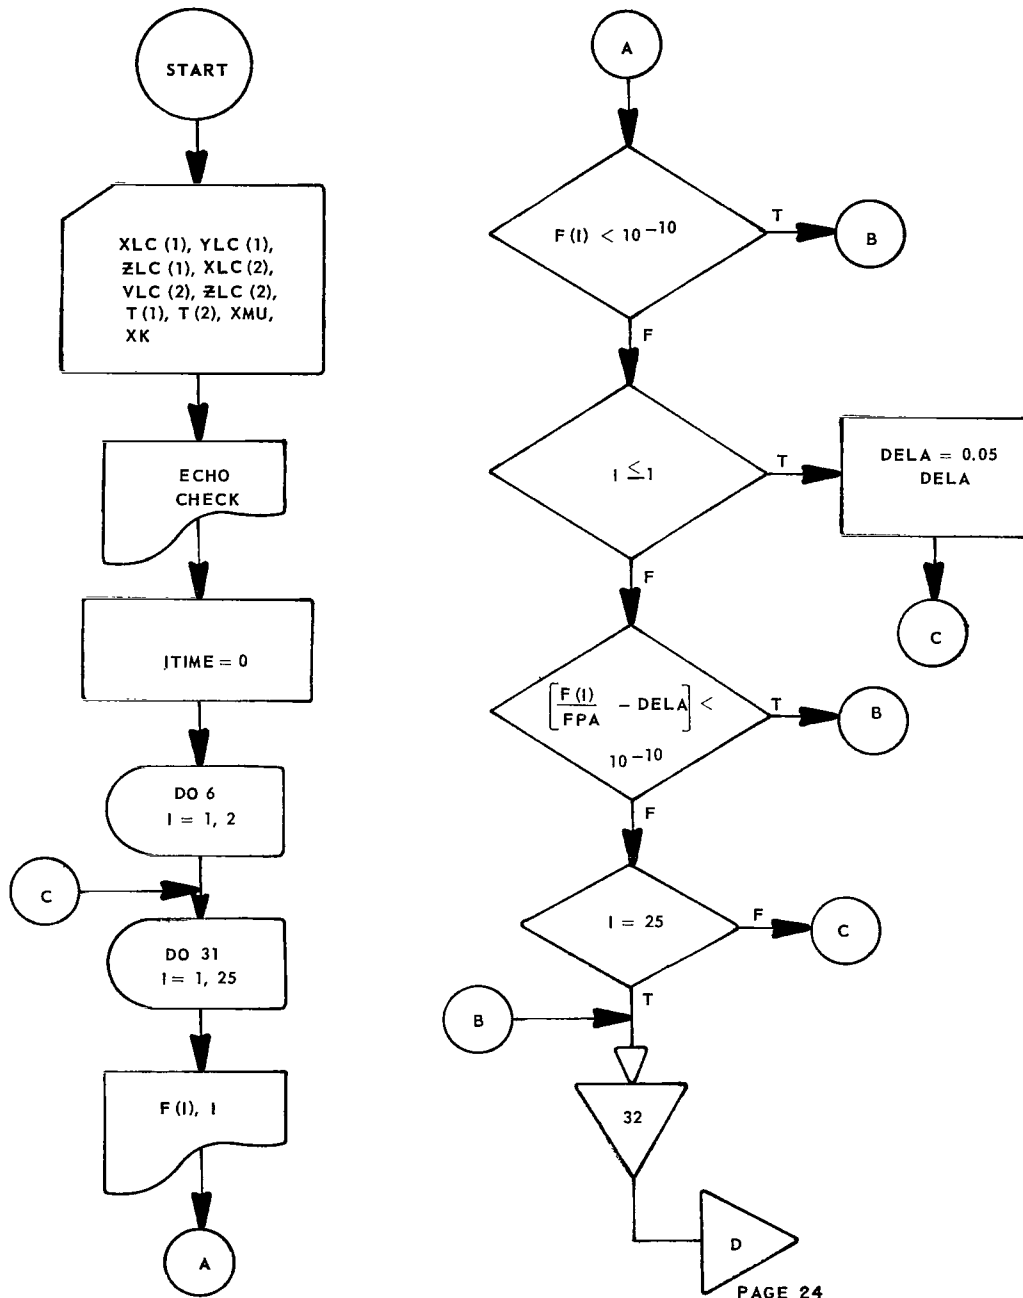 START
XLC (1), YLC (1),
ZLC (1), XLC (2),
VLC (2), ZLC (2),
T (1), T (2), XMU,
XK
ECHO
CHECK
ITIME = 0
DO 6
I = 1, 2
C
DO 31
I = 1, 25
F (I), I
A
A
F (I) < 10⁻¹⁰
T
B
F
I ≤ 1
T
DELA = 0.05
DELA
C
F
[F (I) / FPA - DELA] <
10⁻¹⁰
T
B
F
I = 25
F
C
T
B
32
D
PAGE 24